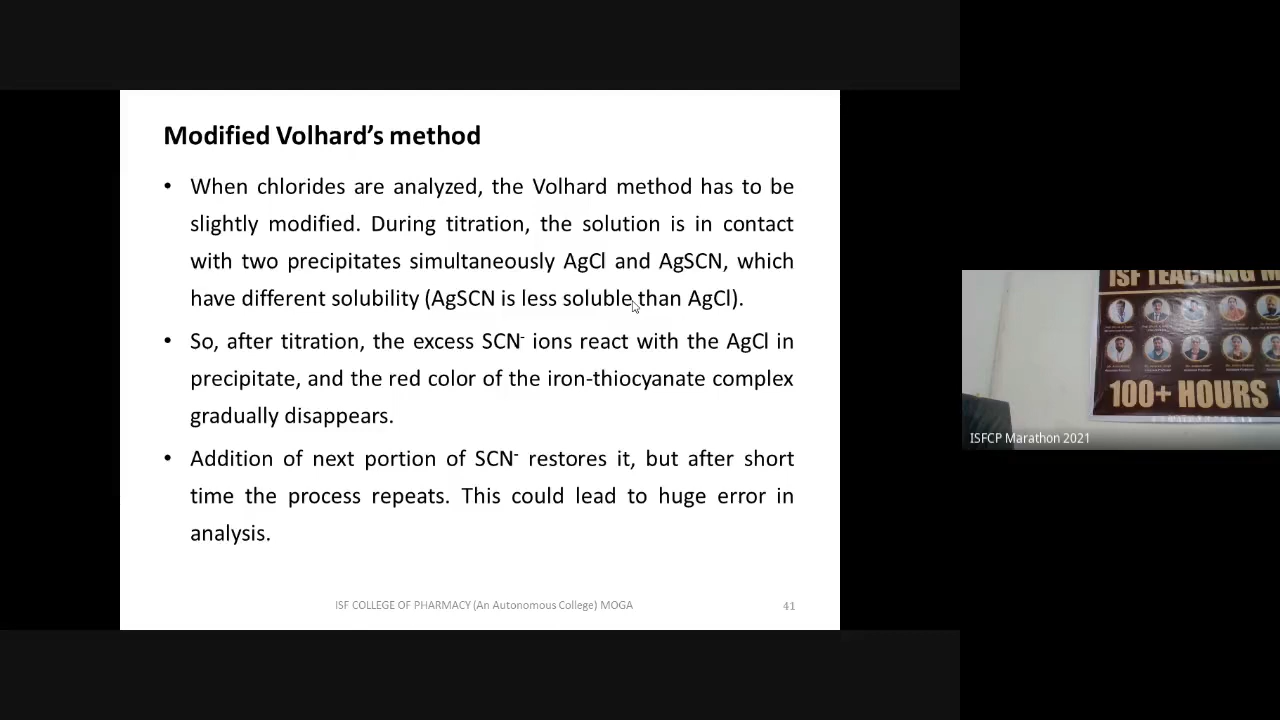 Modified Volhard’s method
• When chlorides are analyzed, the Volhard method has to be
slightly modified. During titration, the solution is in contact
with two precipitates simultaneously AgCl and AgSCN, which
have different solubility (AgSCN is less soluble than AgCl).
• So, after titration, the excess SCN⁻ ions react with the AgCl in
precipitate, and the red color of the iron-thiocyanate complex
gradually disappears.
• Addition of next portion of SCN⁻ restores it, but after short
time the process repeats. This could lead to huge error in
analysis.
ISF COLLEGE OF PHARMACY (An Autonomous College) MOGA
41
ISF TEACHING
100+ HOURS
ISFCP Marathon 2021